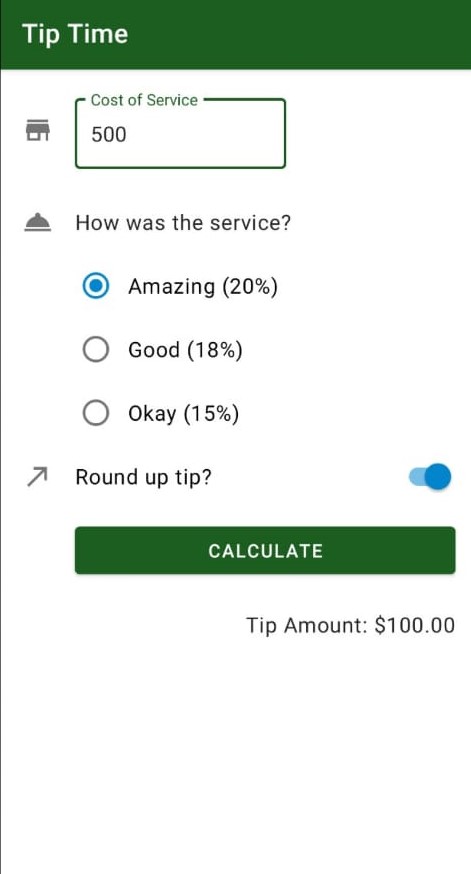 Tip Time
Cost of Service
500
How was the service?
Amazing (20%)
Good (18%)
Okay (15%)
Round up tip?
CALCULATE
Tip Amount: $100.00